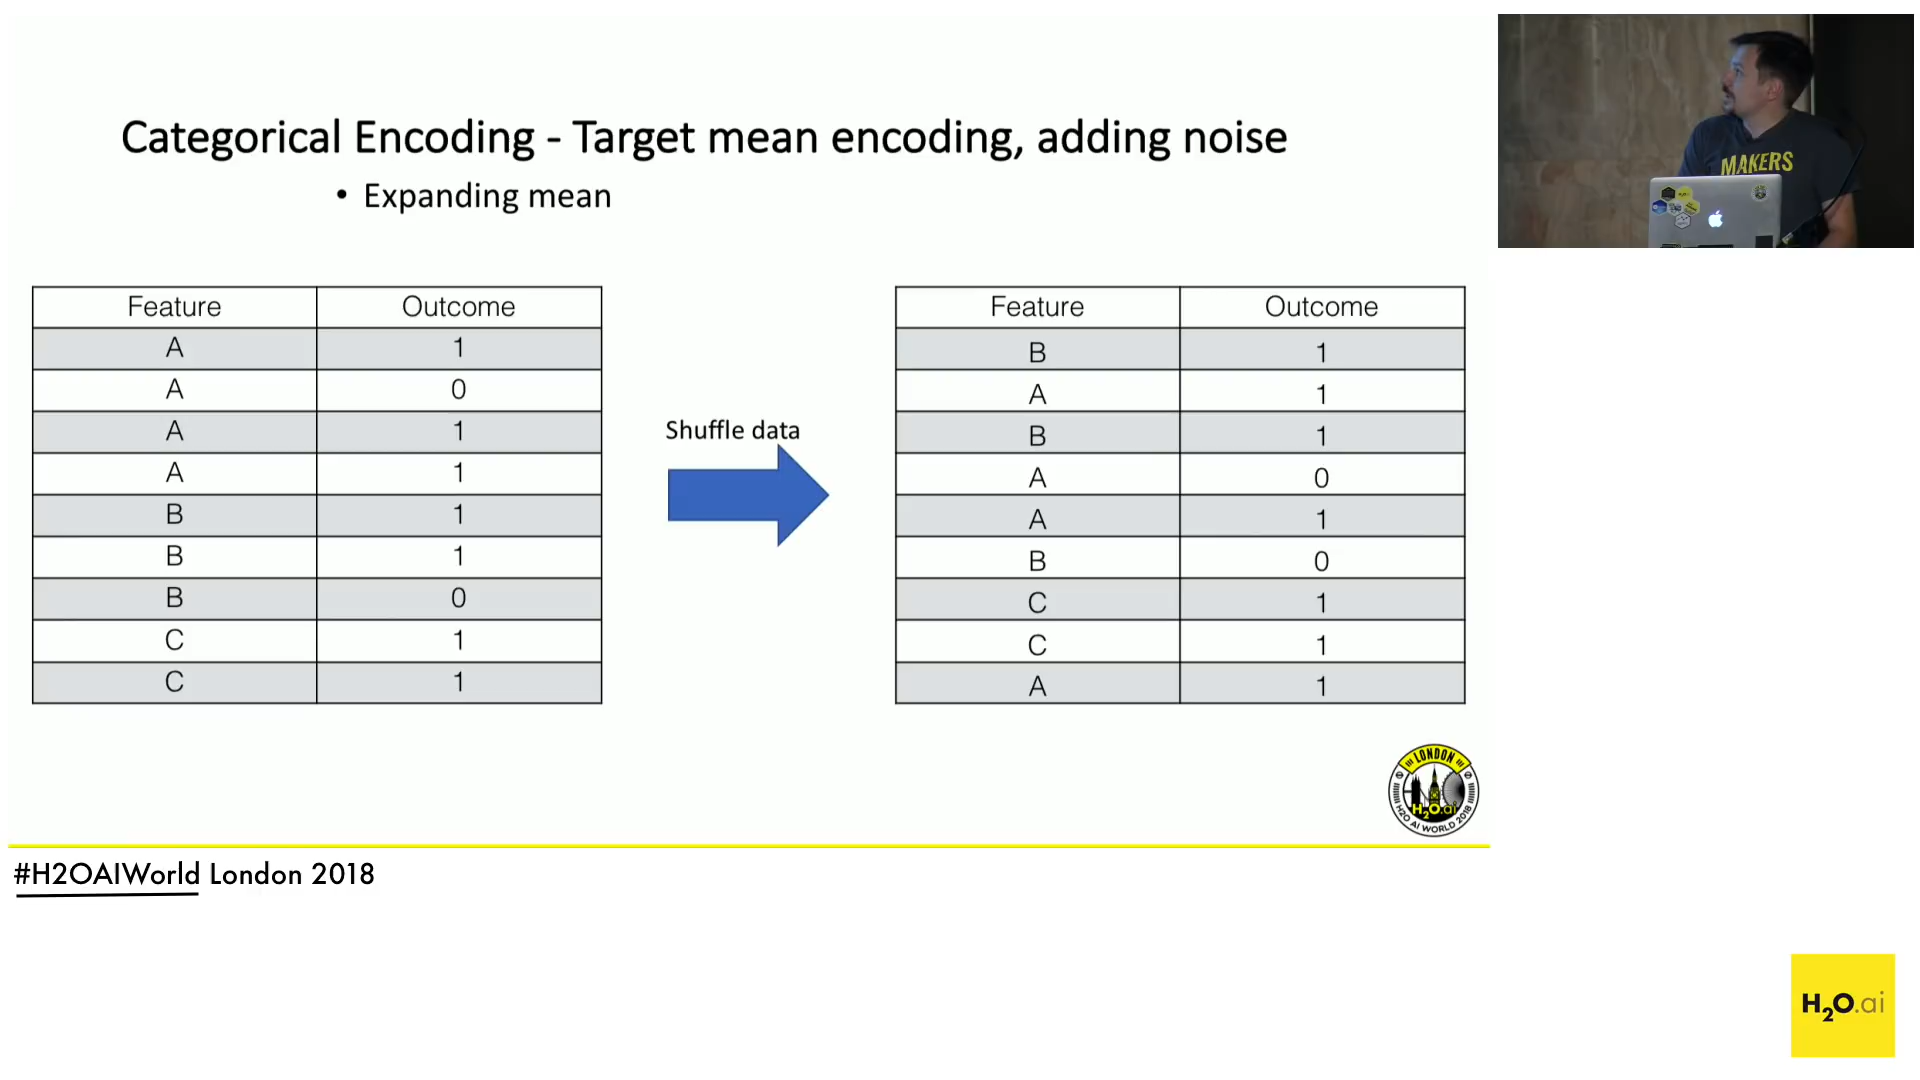 Categorical Encoding - Target mean encoding, adding noise
• Expanding mean
Feature Outcome
A 1
A 0
A 1
A 1
B 1
B 1
B 0
C 1
C 1
Shuffle data
Feature Outcome
B 1
A 1
B 1
A 0
A 1
B 0
C 1
C 1
A 1
MAKERS
LONDON
H2O.ai
H2O AI WORLD 2018
#H2OAIWorld London 2018
H2O.ai